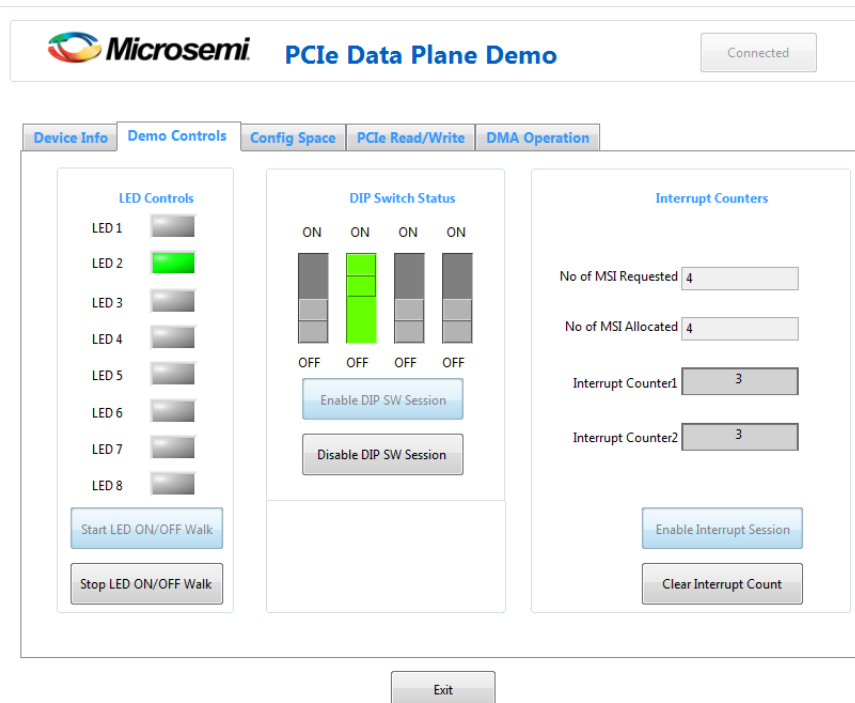 Microsemi.
PCIe Data Plane Demo
Connected
Device Info
Demo Controls
Config Space
PCIe Read/Write
DMA Operation
LED Controls
LED 1
LED 2
LED 3
LED 4
LED 5
LED 6
LED 7
LED 8
Start LED ON/OFF Walk
Stop LED ON/OFF Walk
DIP Switch Status
ON ON ON ON
OFF OFF OFF OFF
Enable DIP SW Session
Disable DIP SW Session
Interrupt Counters
No of MSI Requested 4
No of MSI Allocated 4
Interrupt Counter1 3
Interrupt Counter2 3
Enable Interrupt Session
Clear Interrupt Count
Exit